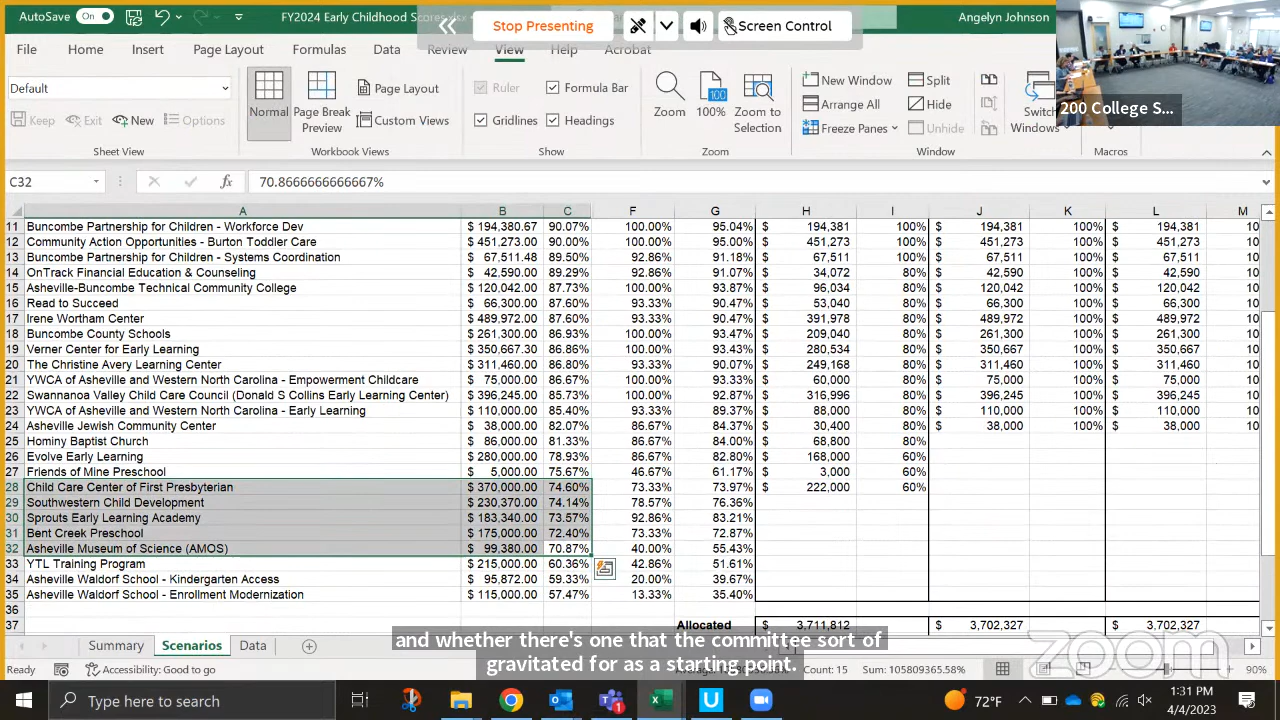 AutoSave On FY2024 Early Childhood Scores.xlsx Angelyn Johnson
Stop Presenting Screen Control
File Home Insert Page Layout Formulas Data Review View Help Acrobat
200 College S...
Default
Keep Exit New Options
Normal Page Break Preview Page Layout Custom Views
Ruler Formula Bar
Gridlines Headings
Zoom 100% Zoom to Selection
New Window Arrange All Freeze Panes Split Hide Unhide
Switch Windows
Sheet View Workbook Views Show Zoom Window Macros
C32 fx 70.8666666666667%
A B C F G H I J K L M
11 Buncombe Partnership for Children - Workforce Dev $ 194,380.67 90.07% 100.00% 95.04% $ 194,381 100% $ 194,381 100% $ 194,381 10
12 Community Action Opportunities - Burton Toddler Care $ 451,273.00 90.00% 100.00% 95.00% $ 451,273 100% $ 451,273 100% $ 451,273 10
13 Buncombe Partnership for Children - Systems Coordination $ 67,511.48 89.50% 92.86% 91.18% $ 67,511 100% $ 67,511 100% $ 67,511 10
14 OnTrack Financial Education & Counseling $ 42,590.00 89.29% 92.86% 91.07% $ 34,072 80% $ 42,590 100% $ 42,590 10
15 Asheville-Buncombe Technical Community College $ 120,042.00 87.73% 100.00% 93.87% $ 96,034 80% $ 120,042 100% $ 120,042 10
16 Read to Succeed $ 66,300.00 87.60% 93.33% 90.47% $ 53,040 80% $ 66,300 100% $ 66,300 10
17 Irene Wortham Center $ 489,972.00 87.60% 93.33% 90.47% $ 391,978 80% $ 489,972 100% $ 489,972 10
18 Buncombe County Schools $ 261,300.00 86.93% 100.00% 93.47% $ 209,040 80% $ 261,300 100% $ 261,300 10
19 Verner Center for Early Learning $ 350,667.30 86.86% 100.00% 93.43% $ 280,534 80% $ 350,667 100% $ 350,667 10
20 The Christine Avery Learning Center $ 311,460.00 86.80% 93.33% 90.07% $ 249,168 80% $ 311,460 100% $ 311,460 10
21 YWCA of Asheville and Western North Carolina - Empowerment Childcare $ 75,000.00 86.67% 100.00% 93.33% $ 60,000 80% $ 75,000 100% $ 75,000 10
22 Swannanoa Valley Child Care Council (Donald S Collins Early Learning Center) $ 396,245.00 85.73% 100.00% 92.87% $ 316,996 80% $ 396,245 100% $ 396,245 10
23 YWCA of Asheville and Western North Carolina - Early Learning $ 110,000.00 85.40% 93.33% 89.37% $ 88,000 80% $ 110,000 100% $ 110,000 10
24 Asheville Jewish Community Center $ 38,000.00 82.07% 86.67% 84.37% $ 30,400 80% $ 38,000 100% $ 38,000 10
25 Hominy Baptist Church $ 86,000.00 81.33% 86.67% 84.00% $ 68,800 80%
26 Evolve Early Learning $ 280,000.00 78.93% 86.67% 82.80% $ 168,000 60%
27 Friends of Mine Preschool $ 5,000.00 75.67% 46.67% 61.17% $ 3,000 60%
28 Child Care Center of First Presbyterian $ 370,000.00 74.60% 73.33% 73.97% $ 222,000 60%
29 Southwestern Child Development $ 230,370.00 74.14% 78.57% 76.36%
30 Sprouts Early Learning Academy $ 183,340.00 73.57% 92.86% 83.21%
31 Bent Creek Preschool $ 175,000.00 72.40% 73.33% 72.87%
32 Asheville Museum of Science (AMOS) $ 99,380.00 70.87% 40.00% 55.43%
33 YTL Training Program $ 215,000.00 60.36% 42.86% 51.61%
34 Asheville Waldorf School - Kindergarten Access $ 95,872.00 59.33% 20.00% 39.67%
35 Asheville Waldorf School - Enrollment Modernization $ 115,000.00 57.47% 13.33% 35.40%
36
37 Allocated $ 3,711,812 $ 3,702,327 $ 3,702,327
and whether there's one that the committee sort of
gravitated for as a starting point.
Summary Scenarios Data
zoom
Ready Accessibility: Good to go Count: 15 Sum: 105809365.58% 90%
Type here to search 72°F 1:31 PM
4/4/2023